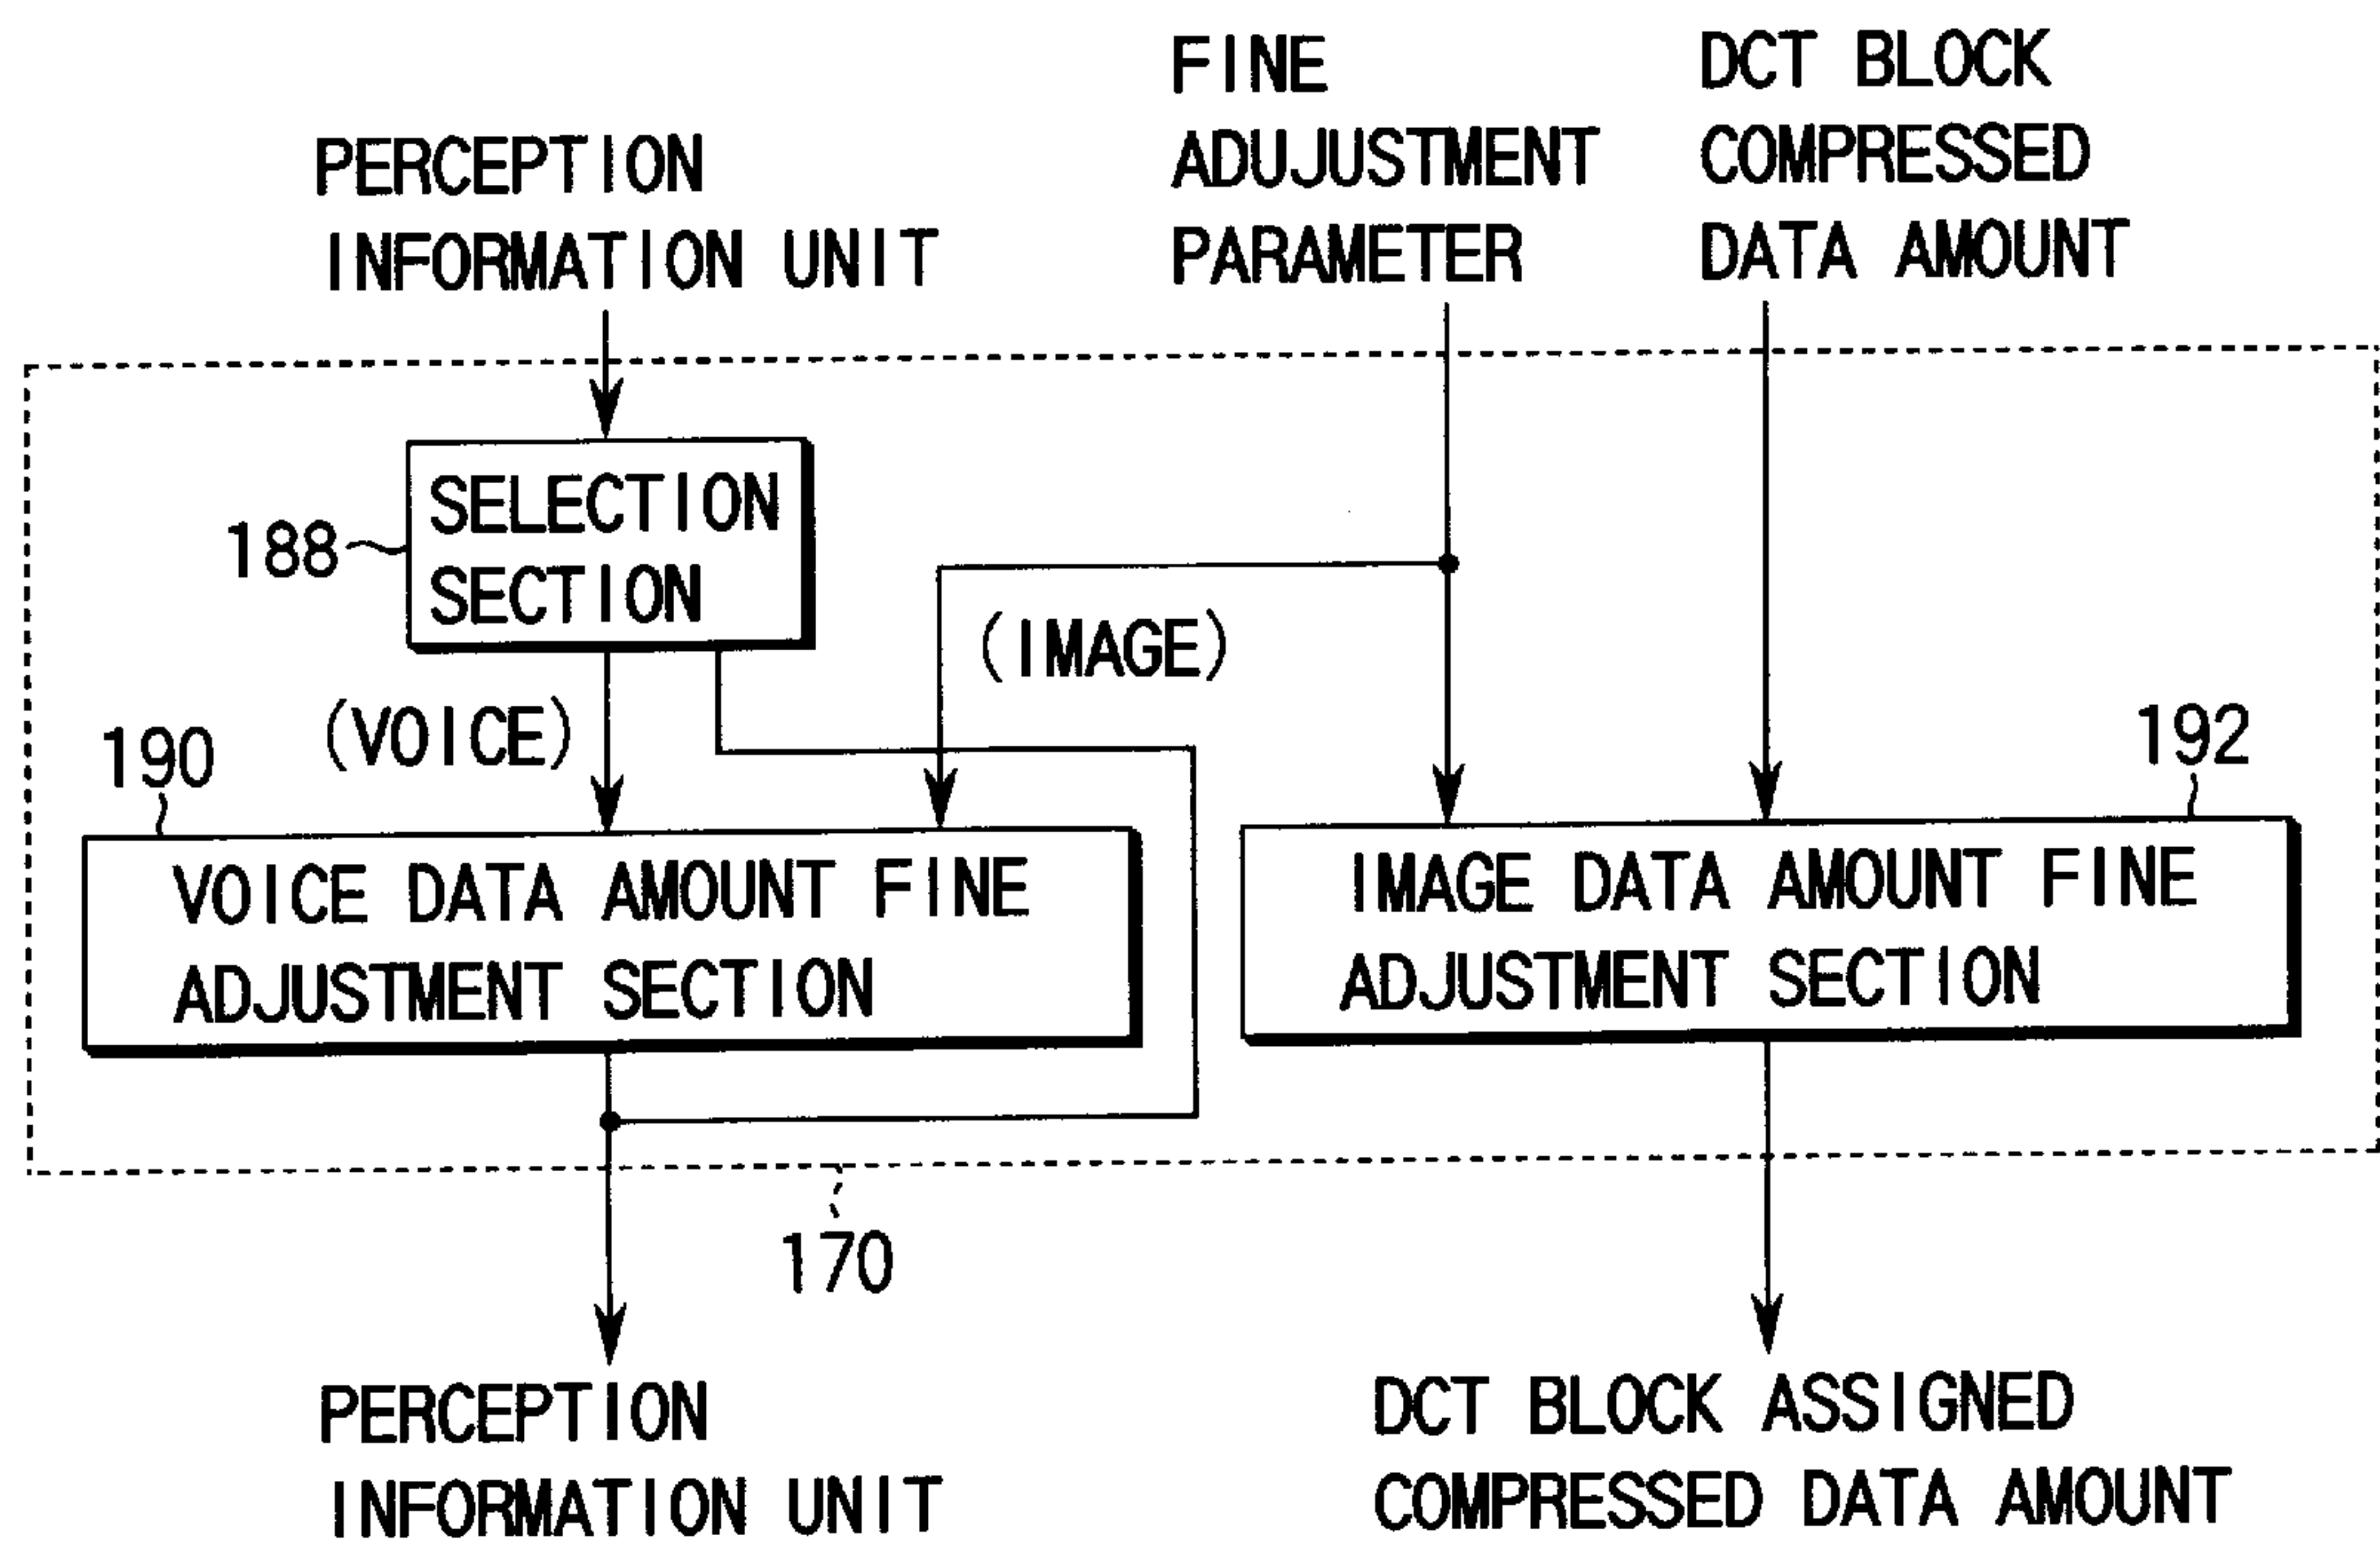 PERCEPTION
INFORMATION UNIT
FINE
ADUJUSTMENT
PARAMETER
DCT BLOCK
COMPRESSED
DATA AMOUNT
SELECTION
SECTION
188
(IMAGE)
(VOICE)
190
192
VOICE DATA AMOUNT FINE
ADJUSTMENT SECTION
IMAGE DATA AMOUNT FINE
ADJUSTMENT SECTION
170
PERCEPTION
INFORMATION UNIT
DCT BLOCK ASSIGNED
COMPRESSED DATA AMOUNT